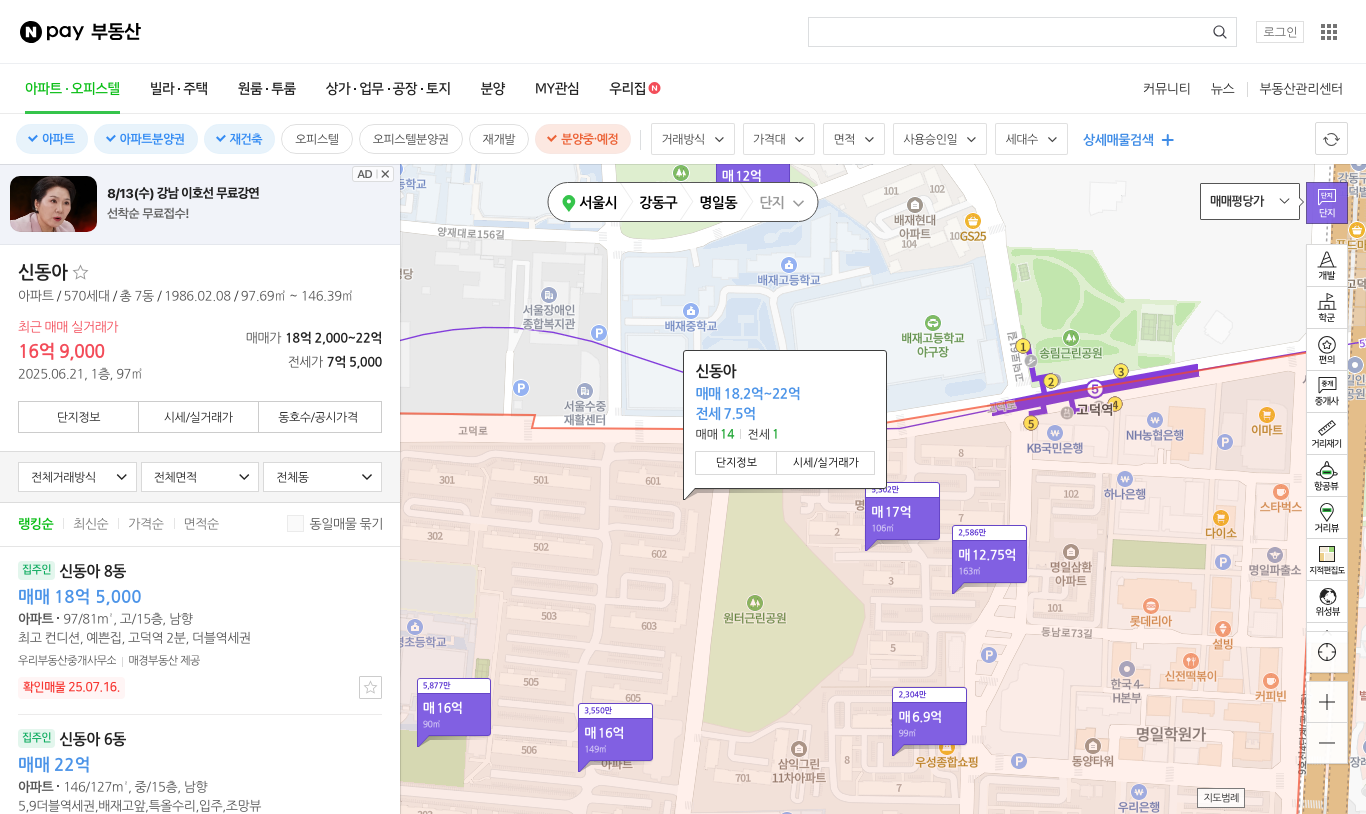 N pay 부동산
로그인
아파트·오피스텔
빌라·주택
원룸·투룸
상가·업무·공장·토지
분양
MY관심
우리집 N
커뮤니티
뉴스
부동산관리센터
아파트
아파트분양권
재건축
오피스텔
오피스텔분양권
재개발
분양중·예정
거래방식
가격대
면적
사용승인일
세대수
상세매물검색
8/13(수) 강남 이호선 무료강연
선착순 무료접수!
AD
신동아
아파트 / 570세대 / 총 7동 / 1986.02.08 / 97.69㎡ ~ 146.39㎡
최근 매매 실거래가
16억 9,000
2025.06.21, 1층, 97㎡
매매가 18억 2,000~22억
전세가 7억 5,000
단지정보
시세/실거래가
동호수/공시가격
전체거래방식
전체면적
전체동
랭킹순
최신순
가격순
면적순
동일매물 묶기
집주인 신동아 8동
매매 18억 5,000
아파트 · 97/81m², 고/15층, 남향
최고 컨디션, 예쁜집, 고덕역 2분, 더블역세권
우리부동산중개사무소 | 매경부동산 제공
확인매물 25.07.16.
집주인 신동아 6동
매매 22억
아파트 · 146/127m², 중/15층, 남향
5,9더블역세권,배재고앞,특올수리,입주,조망뷰
매 12억
서울시
강동구
명일동
단지
매매평당가
단지
단지
개발
학군
편의
중개
중개사
거리재기
항공뷰
거리뷰
지적편집도
위성뷰
지도범례
양재대로156길
101
102
배재현대
아파트
104
GS25
배재고등학교
서울장애인
종합복지관
배재중학교
배재고등학교
야구장
송림근린공원
서울수중
재활센터
고덕로
1
2
3
4
5
5
고덕역
KB국민은행
NH농협은행
이마트
신동아
매매 18.2억~22억
전세 7.5억
매매 14 | 전세 1
단지정보
시세/실거래가
301
501
601
302
502
602
503
603
506
매 17억
106㎡
7
8
3
5
102
하나은행
스타벅스
다이소
2,586만
매 12.75억
163㎡
명일삼환
아파트
명일파출소
101
롯데리아
동남로73길
설빙
원터근린공원
신전떡볶이
한국 4-
H본부
커피빈
5,877만
매 16억
90㎡
3,550만
매 16억
149㎡
아파트
2,304만
매 6.9억
99㎡
우성종합쇼핑
삼익그린
11차아파트
701
702
동양타워
명일학원가
우리은행